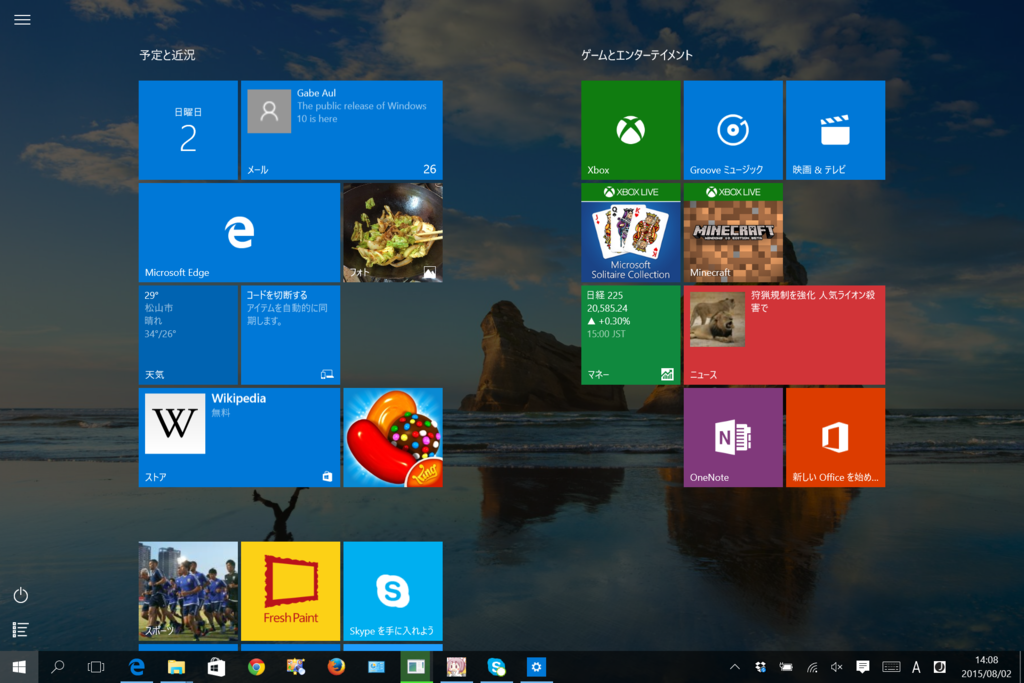 予定と近況
日曜日
2
Gabe Aul
The public release of Windows
10 is here
メール
26
Microsoft Edge
フォト
29°
松山市
晴れ
34°/26°
天気
コードを切断する
アイテムを自動的に同
期します。
W
Wikipedia
無料
ストア
King
スポーツ
Fresh Paint
Skype を手に入れよう
ゲームとエンターテイメント
Xbox
Groove ミュージック
映画 & テレビ
XBOX LIVE
Microsoft
Solitaire Collection
XBOX LIVE
MINECRAFT
WINDOWS 10 EDITION BETA
Minecraft
日経 225
20,585.24
▲ +0.30%
15:00 JST
マネー
狩猟規制を強化 人気ライオン殺
害で
ニュース
N
OneNote
新しい Office を始め...
A
14:08
2015/08/02